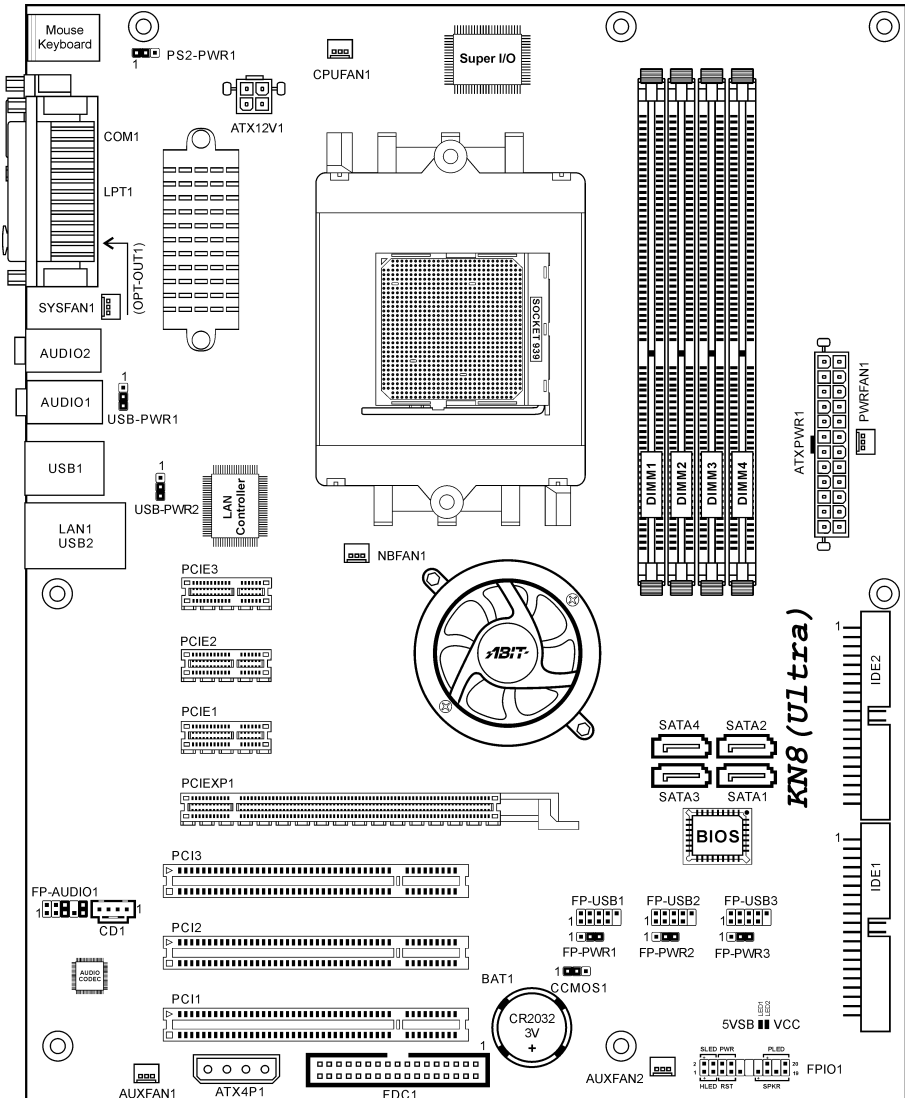 Mouse
Keyboard
1
PS2-PWR1
CPUFAN1
Super I/O
ATX12V1
COM1
LPT1
(OPT-OUT1)
SYSFAN1
SOCKET 939
AUDIO2
AUDIO1
1
USB-PWR1
USB1
1
USB-PWR2
LAN
Controller
LAN1
USB2
DIMM1
DIMM2
DIMM3
DIMM4
ATXPWR1
PWRFAN1
NBFAN1
PCIE3
PCIE2
PCIE1
ABIT
KN8 (Ultra)
1
IDE2
SATA4
SATA2
SATA3
SATA1
PCIEXP1
BIOS
1
IDE1
PCI3
FP-AUDIO1
1
1
CD1
AUDIO
CODEC
PCI2
PCI1
FP-USB1
FP-USB2
FP-USB3
1
1
1
1
1
1
FP-PWR1
FP-PWR2
FP-PWR3
1
CCMOS1
BAT1
CR2032
3V
+
LED1
LED2
5VSB
VCC
AUXFAN1
ATX4P1
1
FDC1
AUXFAN2
SLED
PWR
PLED
2
20
1
19
FPIO1
HLED
RST
SPKR